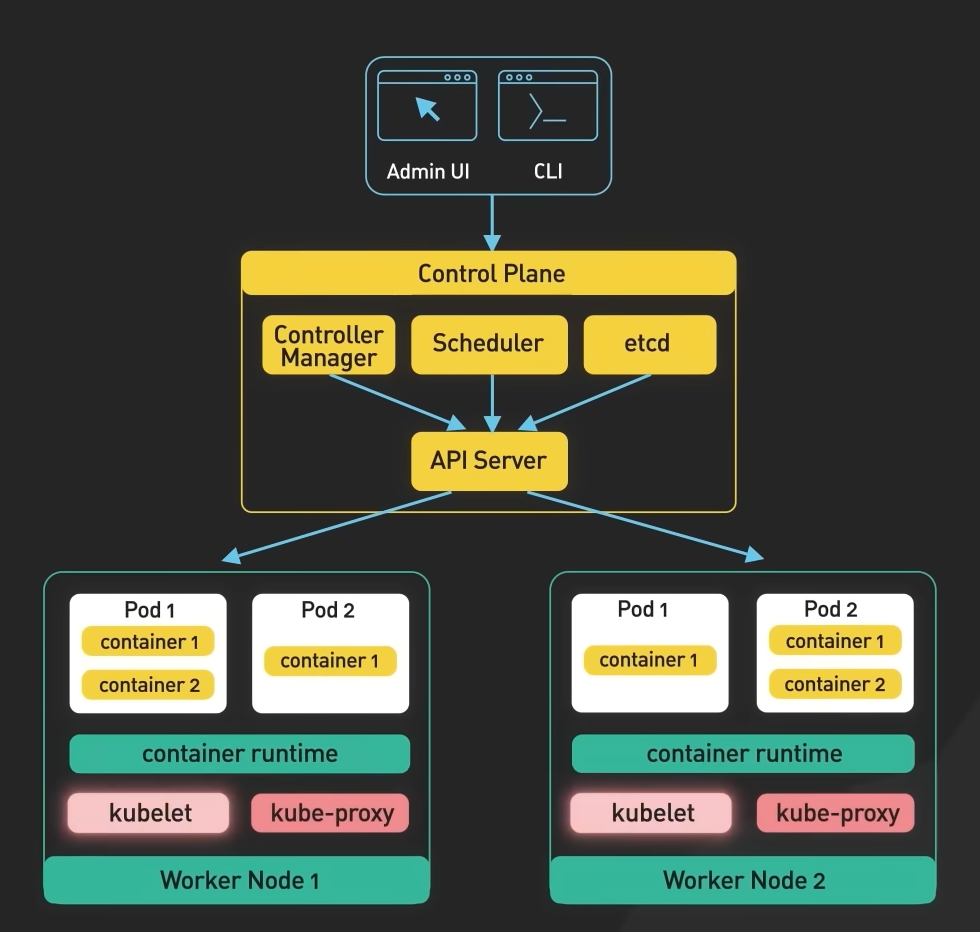 Admin UI
CLI
Control Plane
Controller
Manager
Scheduler
etcd
API Server
Pod 1
container 1
container 2
Pod 2
container 1
container runtime
kubelet
kube-proxy
Worker Node 1
Pod 1
container 1
Pod 2
container 1
container 2
container runtime
kubelet
kube-proxy
Worker Node 2